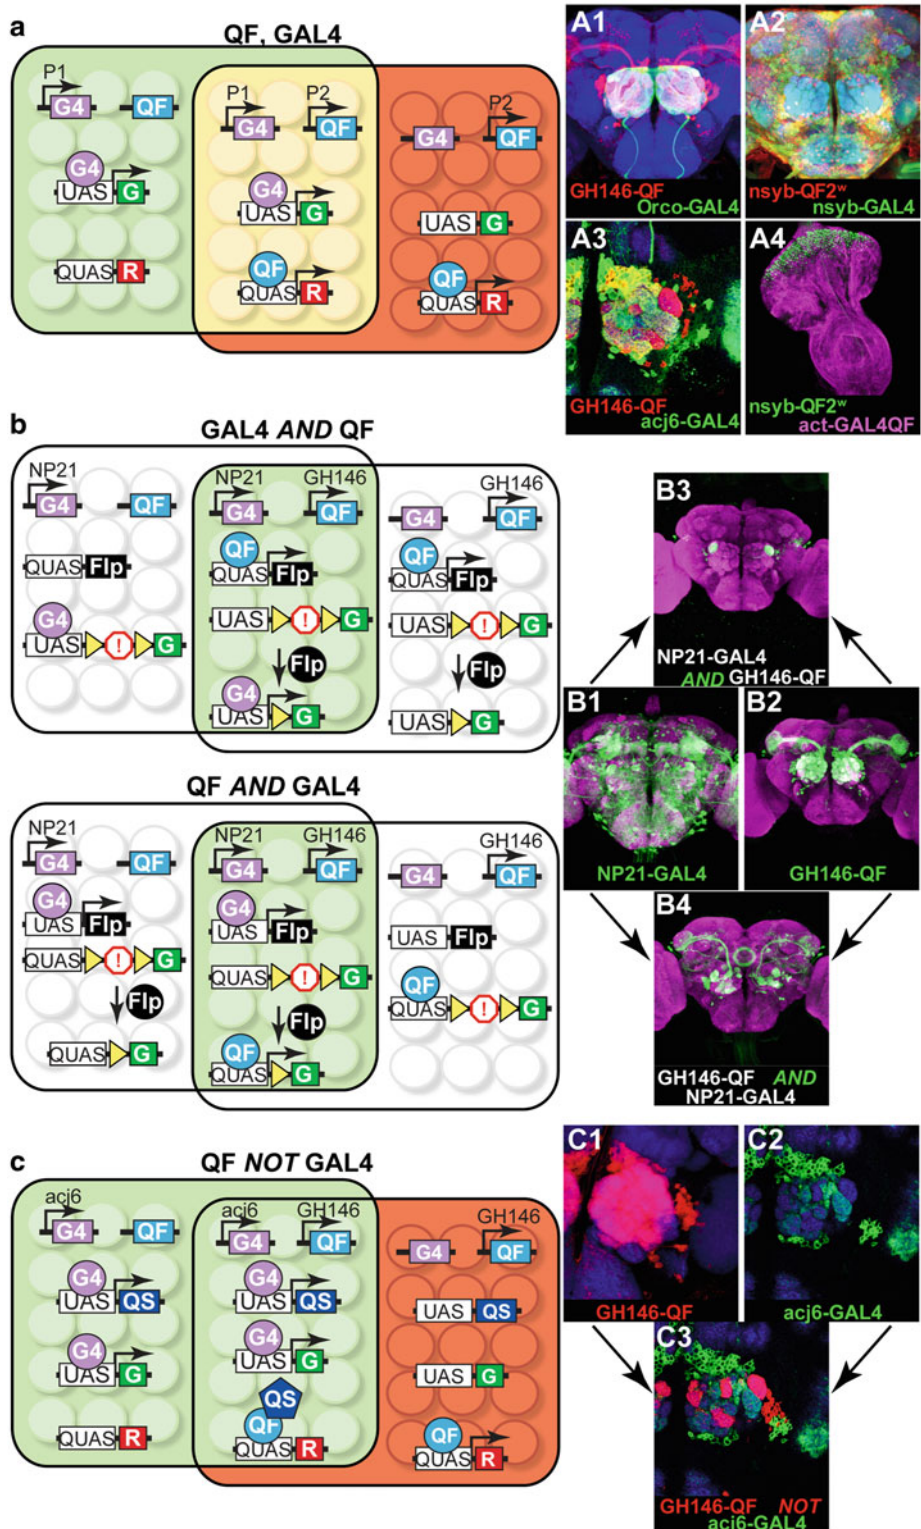 a
QF, GAL4
P1
G4 QF
G4
UAS G
QUAS R
P1 P2
G4 QF
G4
UAS G
QF
QUAS R
P2
G4 QF
UAS G
QF
QUAS R
A1
GH146-QF
Orco-GAL4
A2
nsyb-QF2ʷ
nsyb-GAL4
A3
GH146-QF
acj6-GAL4
A4
nsyb-QF2ʷ
act-GAL4QF
b
GAL4 AND QF
NP21
G4 QF
QUAS Flp
G4
UAS ! G
NP21 GH146
G4 QF
QF
QUAS Flp
UAS ! G
Flp
G4
UAS G
GH146
G4 QF
QF
QUAS Flp
UAS ! G
Flp
UAS G
QF AND GAL4
NP21
G4 QF
G4
UAS Flp
QUAS ! G
Flp
QUAS G
NP21 GH146
G4 QF
G4
UAS Flp
QUAS ! G
Flp
QF
QUAS G
GH146
G4 QF
UAS Flp
QF
QUAS ! G
B3
NP21-GAL4
AND GH146-QF
B1
NP21-GAL4
B2
GH146-QF
B4
GH146-QF AND
NP21-GAL4
c
QF NOT GAL4
acj6
G4 QF
G4
UAS QS
G4
UAS G
QUAS R
acj6 GH146
G4 QF
G4
UAS QS
G4
UAS G
QS
QF
QUAS R
GH146
G4 QF
UAS QS
UAS G
QF
QUAS R
C1
GH146-QF
C2
acj6-GAL4
C3
GH146-QF NOT
acj6-GAL4